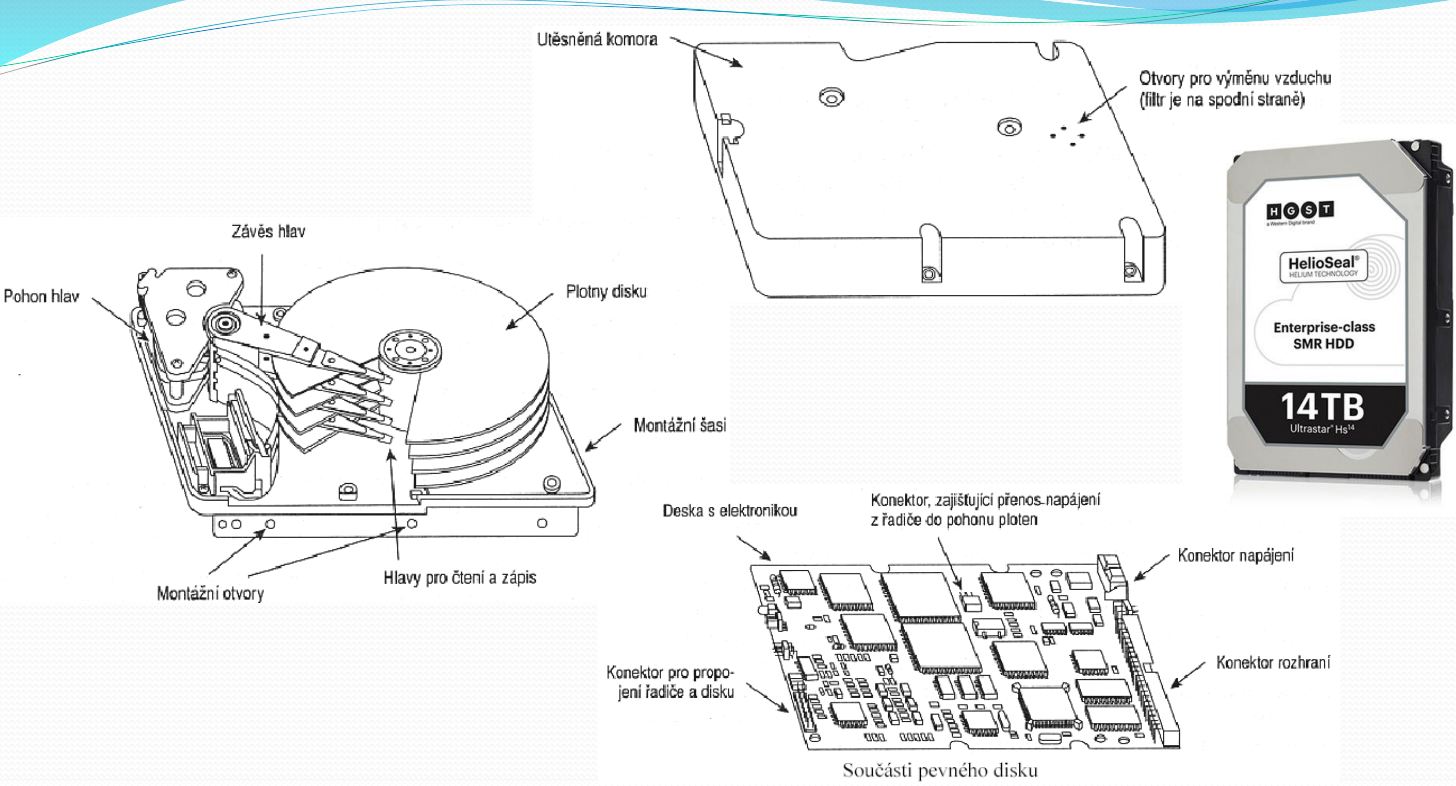 Utěsněná komora
Otvory pro výměnu vzduchu
(filtr je na spodní straně)
Závěs hlav
Pohon hlav
Plotny disku
Montážní šasi
Montážní otvory
Hlavy pro čtení a zápis
HGST
a Western Digital brand
HelioSeal®
HELIUM TECHNOLOGY
Enterprise-class
SMR HDD
14TB
Ultrastar® Hs14
Deska s elektronikou
Konektor, zajišťující přenos napájení
z řadiče do pohonu ploten
Konektor napájení
Konektor pro propo-
jení řadiče a disku
Konektor rozhraní
Součásti pevného disku